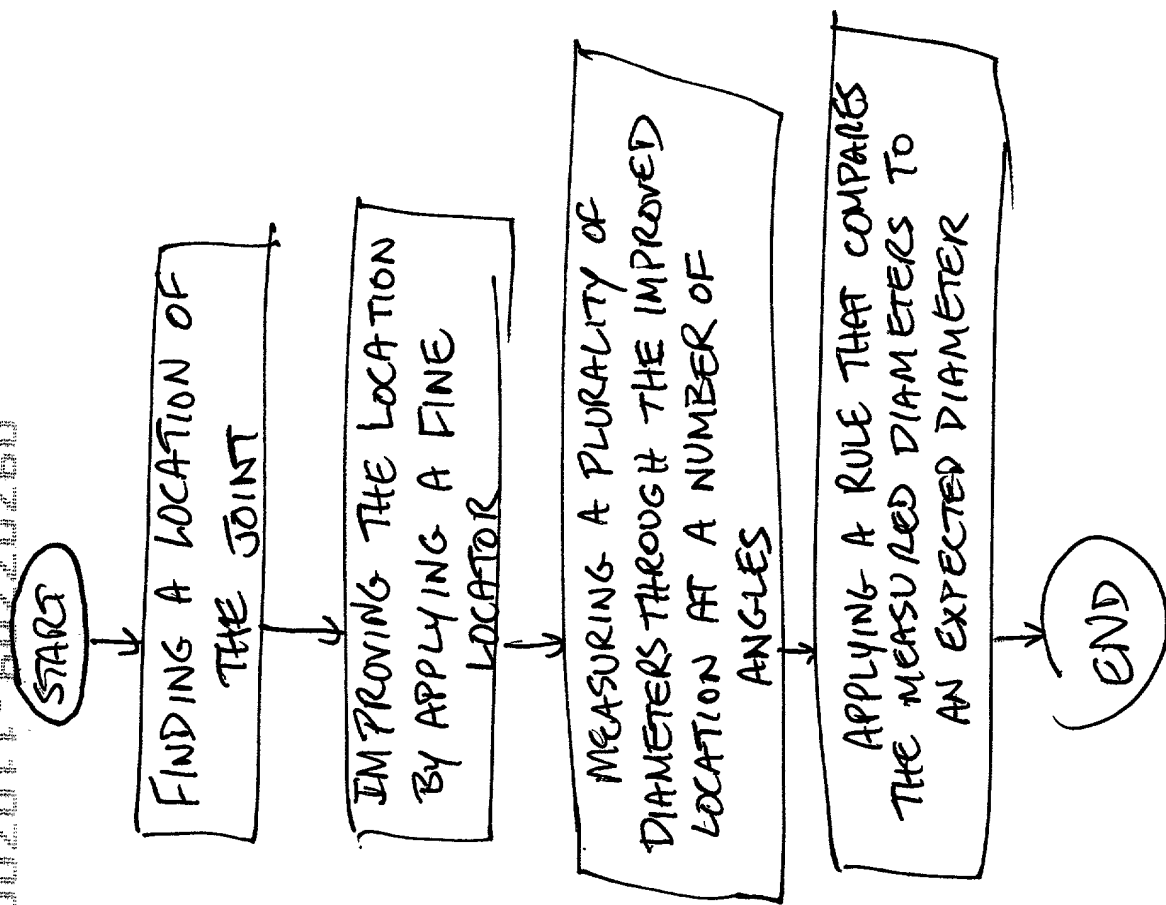 START
FINDING A LOCATION OF
THE JOINT
IMPROVING THE LOCATION
BY APPLYING A FINE
LOCATOR
MEASURING A PLURALITY OF
DIAMETERS THROUGH THE IMPROVED
LOCATION AT A NUMBER OF
ANGLES
APPLYING A RULE THAT COMPARES
THE MEASURED DIAMETERS TO
AN EXPECTED DIAMETER
END